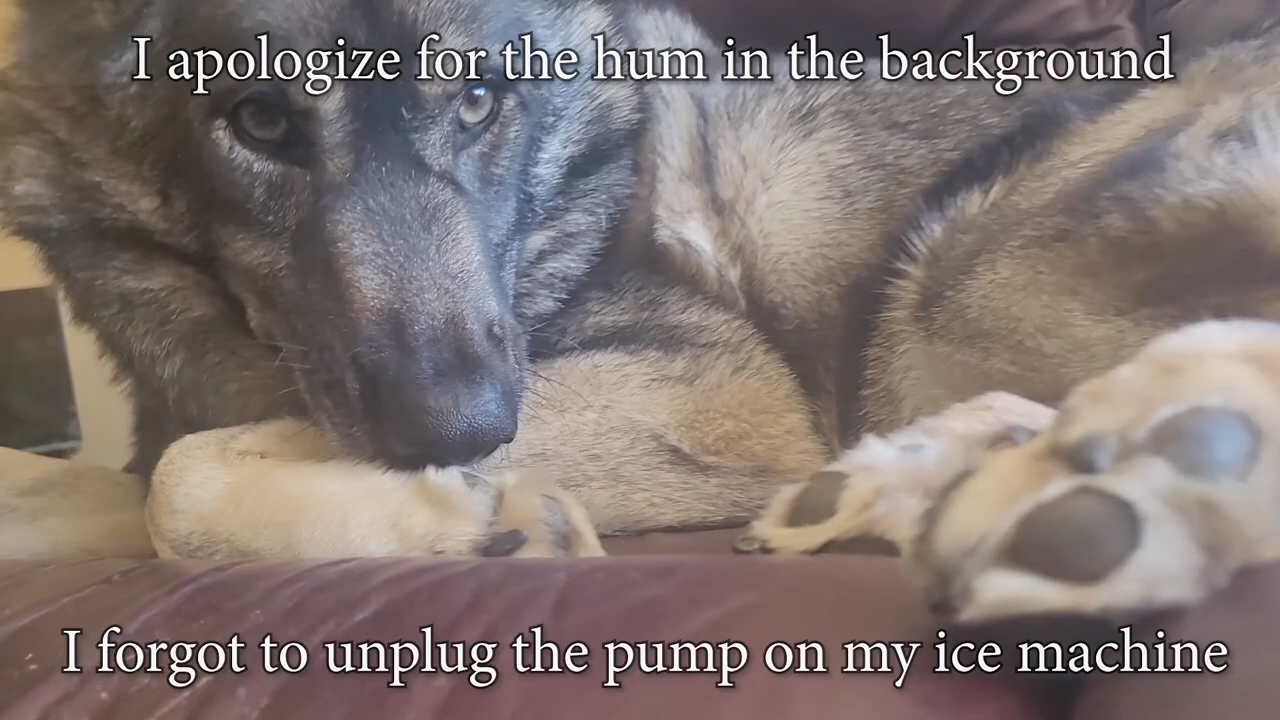 I apologize for the hum in the background
I forgot to unplug the pump on my ice machine